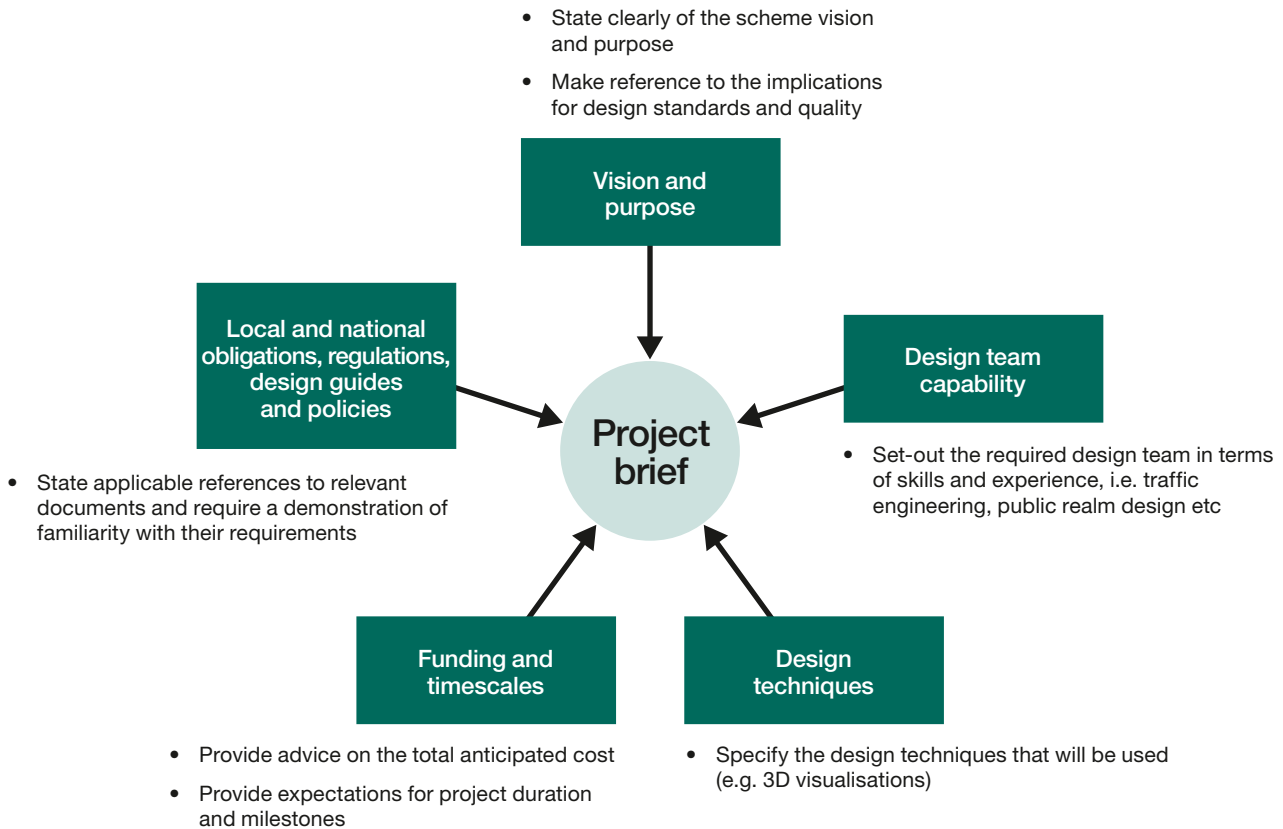 • State clearly of the scheme vision
and purpose
• Make reference to the implications
for design standards and quality
Vision and
purpose
Local and national
obligations, regulations,
design guides
and policies
• State applicable references to relevant
documents and require a demonstration of
familiarity with their requirements
Project
brief
Design team
capability
• Set-out the required design team in terms
of skills and experience, i.e. traffic
engineering, public realm design etc
Funding and
timescales
• Provide advice on the total anticipated cost
• Provide expectations for project duration
and milestones
Design
techniques
• Specify the design techniques that will be used
(e.g. 3D visualisations)